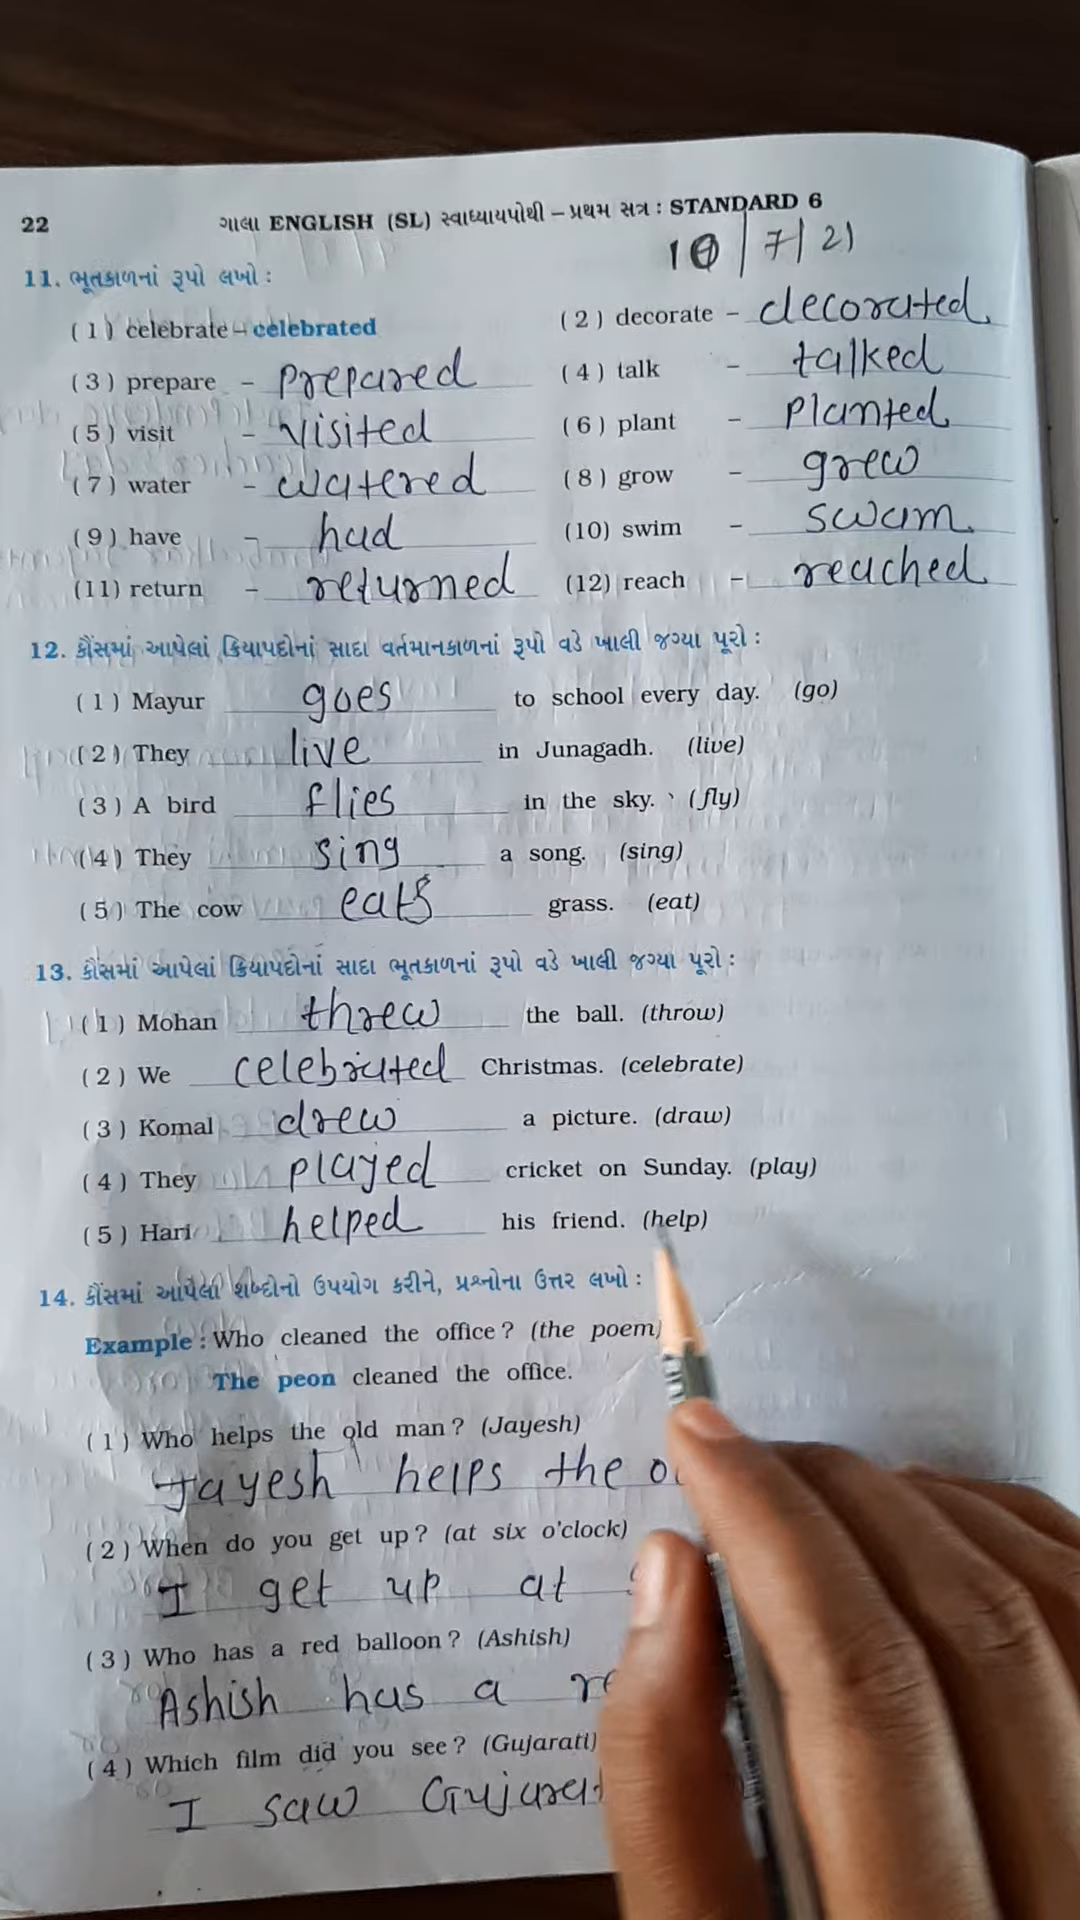 22 ગાલા ENGLISH (SL) સ્વાધ્યાયપોથી – પ્રથમ સત્ર : STANDARD 6
10/7/21
11. ભૂતકાળનાં રૂપો લખો :
(1) celebrate – celebrated (2) decorate – decorated
(3) prepare – prepared (4) talk – talked
(5) visit – visited (6) plant – planted
(7) water – watered (8) grow – grew
(9) have – had (10) swim – swam
(11) return – returned (12) reach – reached
12. કૌંસમાં આપેલાં ક્રિયાપદોનાં સાદા વર્તમાનકાળનાં રૂપો વડે ખાલી જગ્યા પૂરો :
(1) Mayur goes to school every day. (go)
(2) They live in Junagadh. (live)
(3) A bird flies in the sky. (fly)
(4) They sing a song. (sing)
(5) The cow eats grass. (eat)
13. કૌંસમાં આપેલાં ક્રિયાપદોનાં સાદા ભૂતકાળનાં રૂપો વડે ખાલી જગ્યા પૂરો :
(1) Mohan threw the ball. (throw)
(2) We celebrated Christmas. (celebrate)
(3) Komal drew a picture. (draw)
(4) They played cricket on Sunday. (play)
(5) Hari helped his friend. (help)
14. કૌંસમાં આપેલા શબ્દોનો ઉપયોગ કરીને, પ્રશ્નોના ઉત્તર લખો :
Example : Who cleaned the office? (the poem)
The peon cleaned the office.
(1) Who helps the old man? (Jayesh)
Jayesh helps the
(2) When do you get up? (at six o'clock)
I get up at
(3) Who has a red balloon? (Ashish)
Ashish has a
(4) Which film did you see? (Gujarati)
I saw